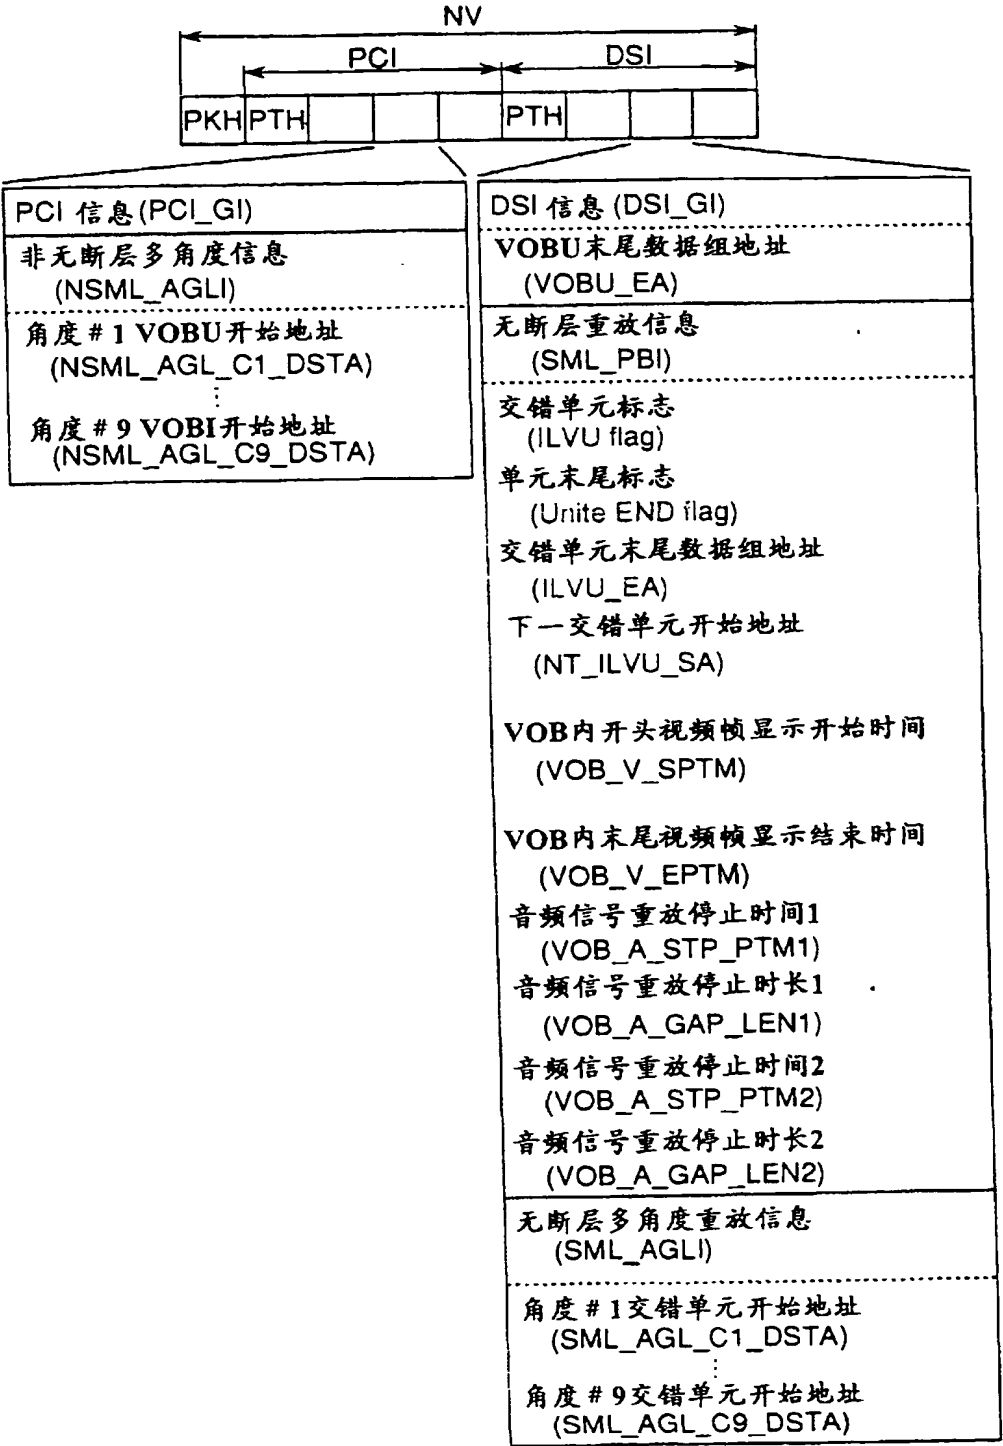 NV
PCI
DSI
PKH PTH PTH
PCI 信息(PCI_GI)
非无断层多角度信息
(NSML_AGLI)
角度#1 VOBU开始地址
(NSML_AGL_C1_DSTA)
角度#9 VOBI开始地址
(NSML_AGL_C9_DSTA)
DSI 信息(DSI_GI)
VOBU末尾数据组地址
(VOBU_EA)
无断层重放信息
(SML_PBI)
交错单元标志
(ILVU flag)
单元末尾标志
(Unite END flag)
交错单元末尾数据组地址
(ILVU_EA)
下一交错单元开始地址
(NT_ILVU_SA)
VOB内开头视频帧显示开始时间
(VOB_V_SPTM)
VOB内末尾视频帧显示结束时间
(VOB_V_EPTM)
音频信号重放停止时间1
(VOB_A_STP_PTM1)
音频信号重放停止时长1
(VOB_A_GAP_LEN1)
音频信号重放停止时间2
(VOB_A_STP_PTM2)
音频信号重放停止时长2
(VOB_A_GAP_LEN2)
无断层多角度重放信息
(SML_AGLI)
角度#1交错单元开始地址
(SML_AGL_C1_DSTA)
角度#9交错单元开始地址
(SML_AGL_C9_DSTA)